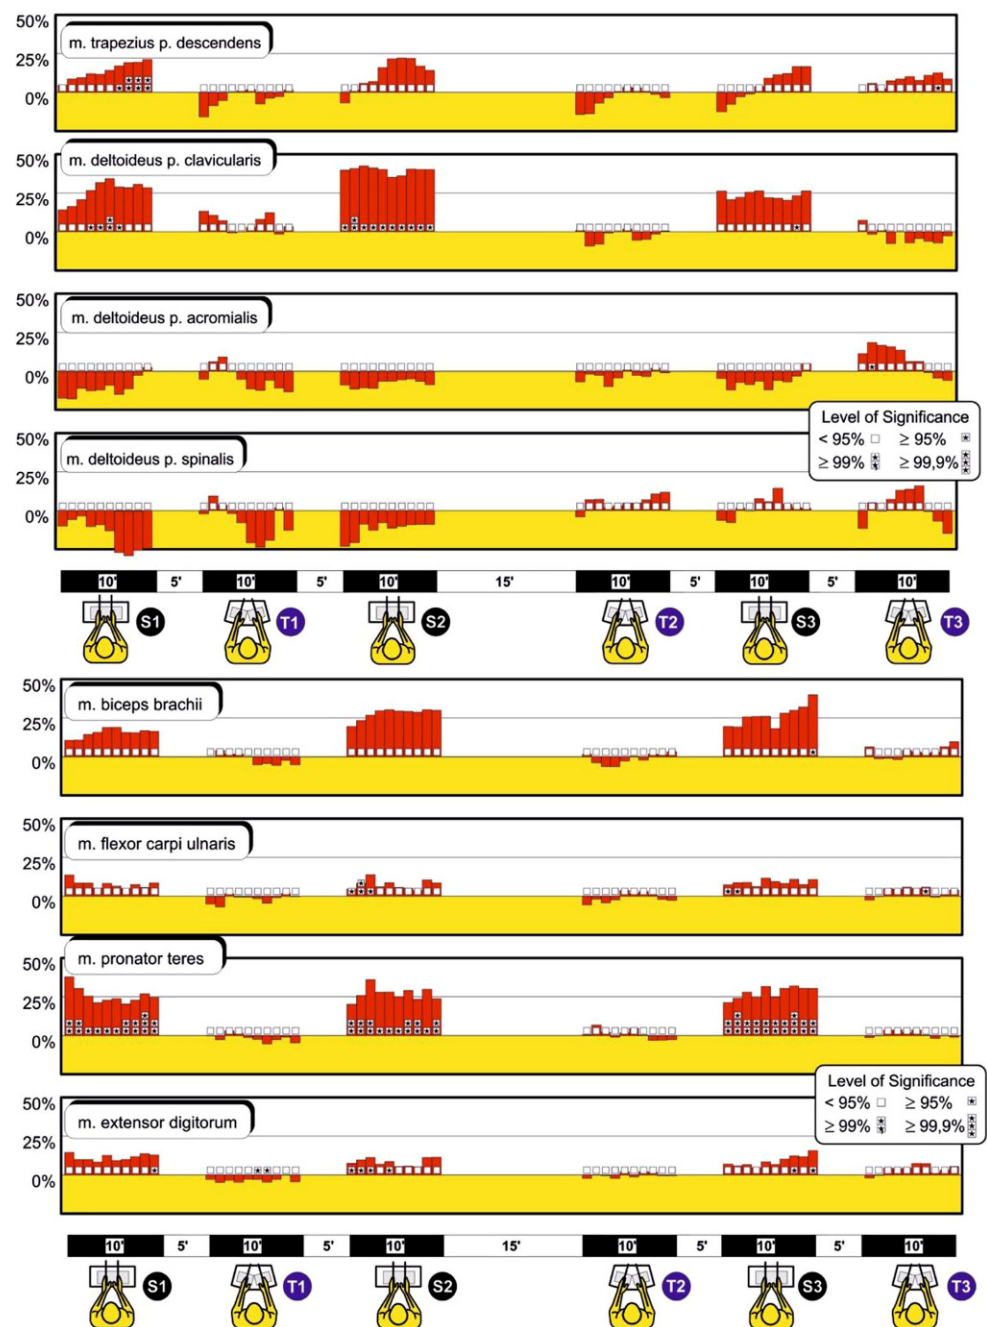 50%
m. trapezius p. descendens
25%
0%
50%
m. deltoideus p. clavicularis
25%
0%
50%
m. deltoideus p. acromialis
25%
0%
Level of Significance
< 95% □ ≥ 95% ★
≥ 99% ★ ≥ 99,9% ★
50%
m. deltoideus p. spinalis
25%
0%
10' 5' 10' 5' 10' 15' 10' 5' 10' 5' 10'
S1 T1 S2 T2 S3 T3
50%
m. biceps brachii
25%
0%
50%
m. flexor carpi ulnaris
25%
0%
50%
m. pronator teres
25%
0%
Level of Significance
< 95% □ ≥ 95% ★
≥ 99% ★ ≥ 99,9% ★
50%
m. extensor digitorum
25%
0%
10' 5' 10' 5' 10' 15' 10' 5' 10' 5' 10'
S1 T1 S2 T2 S3 T3